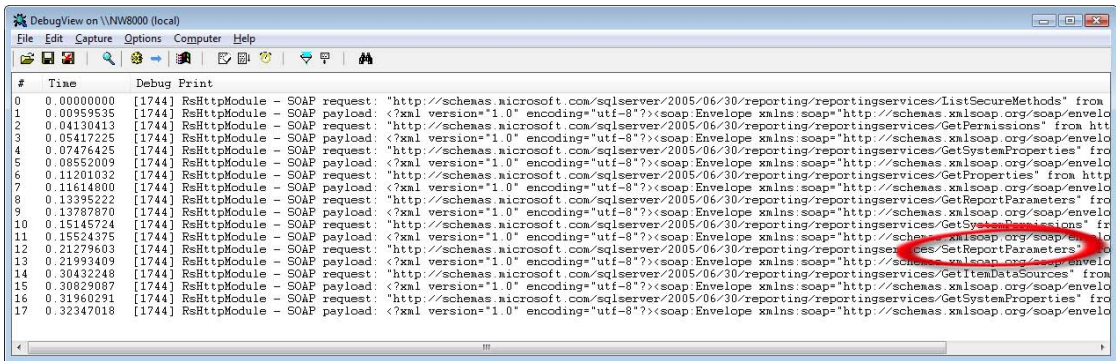 DebugView on \\NW8000 (local)
File Edit Capture Options Computer Help
# Time Debug Print
0 0.00000000 [1744] RsHttpModule - SOAP request: "http://schemas.microsoft.com/sqlserver/2005/06/30/reporting/reportingservices/ListSecureMethods" from
1 0.00959535 [1744] RsHttpModule - SOAP payload: <?xml version="1.0" encoding="utf-8"?><soap:Envelope xmlns:soap="http://schemas.xmlsoap.org/soap/envelo
2 0.04130413 [1744] RsHttpModule - SOAP request: "http://schemas.microsoft.com/sqlserver/2005/06/30/reporting/reportingservices/GetPermissions" from htt
3 0.05417225 [1744] RsHttpModule - SOAP payload: <?xml version="1.0" encoding="utf-8"?><soap:Envelope xmlns:soap="http://schemas.xmlsoap.org/soap/envelo
4 0.07476425 [1744] RsHttpModule - SOAP request: "http://schemas.microsoft.com/sqlserver/2005/06/30/reporting/reportingservices/GetSystemProperties" fro
5 0.08552009 [1744] RsHttpModule - SOAP payload: <?xml version="1.0" encoding="utf-8"?><soap:Envelope xmlns:soap="http://schemas.xmlsoap.org/soap/envelo
6 0.11201032 [1744] RsHttpModule - SOAP request: "http://schemas.microsoft.com/sqlserver/2005/06/30/reporting/reportingservices/GetProperties" from http
7 0.11614800 [1744] RsHttpModule - SOAP payload: <?xml version="1.0" encoding="utf-8"?><soap:Envelope xmlns:soap="http://schemas.xmlsoap.org/soap/envelo
8 0.13395222 [1744] RsHttpModule - SOAP request: "http://schemas.microsoft.com/sqlserver/2005/06/30/reporting/reportingservices/GetReportParameters" fro
9 0.13787870 [1744] RsHttpModule - SOAP payload: <?xml version="1.0" encoding="utf-8"?><soap:Envelope xmlns:soap="http://schemas.xmlsoap.org/soap/envelo
10 0.15145724 [1744] RsHttpModule - SOAP request: "http://schemas.microsoft.com/sqlserver/2005/06/30/reporting/reportingservices/GetSystemPermissions" fr
11 0.15524375 [1744] RsHttpModule - SOAP payload: <?xml version="1.0" encoding="utf-8"?><soap:Envelope xmlns:soap="http://schemas.xmlsoap.org/soap/envelo
12 0.21279603 [1744] RsHttpModule - SOAP request: "http://schemas.microsoft.com/sqlserver/2005/06/30/reporting/reportingservices/SetReportParameters"
13 0.21993409 [1744] RsHttpModule - SOAP payload: <?xml version="1.0" encoding="utf-8"?><soap:Envelope xmlns:soap="http://schemas.xmlsoap.org/soap/envelo
14 0.30432248 [1744] RsHttpModule - SOAP request: "http://schemas.microsoft.com/sqlserver/2005/06/30/reporting/reportingservices/GetItemDataSources" from
15 0.30829087 [1744] RsHttpModule - SOAP payload: <?xml version="1.0" encoding="utf-8"?><soap:Envelope xmlns:soap="http://schemas.xmlsoap.org/soap/envelo
16 0.31960291 [1744] RsHttpModule - SOAP request: "http://schemas.microsoft.com/sqlserver/2005/06/30/reporting/reportingservices/GetSystemProperties" fro
17 0.32347018 [1744] RsHttpModule - SOAP payload: <?xml version="1.0" encoding="utf-8"?><soap:Envelope xmlns:soap="http://schemas.xmlsoap.org/soap/envelo